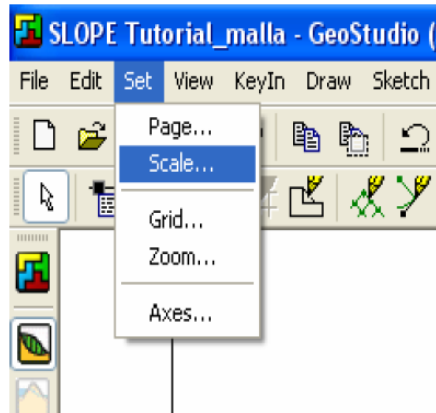 SLOPE Tutorial_malla - GeoStudio (
File Edit Set View KeyIn Draw Sketch
Page...
Scale...
Grid...
Zoom...
Axes...